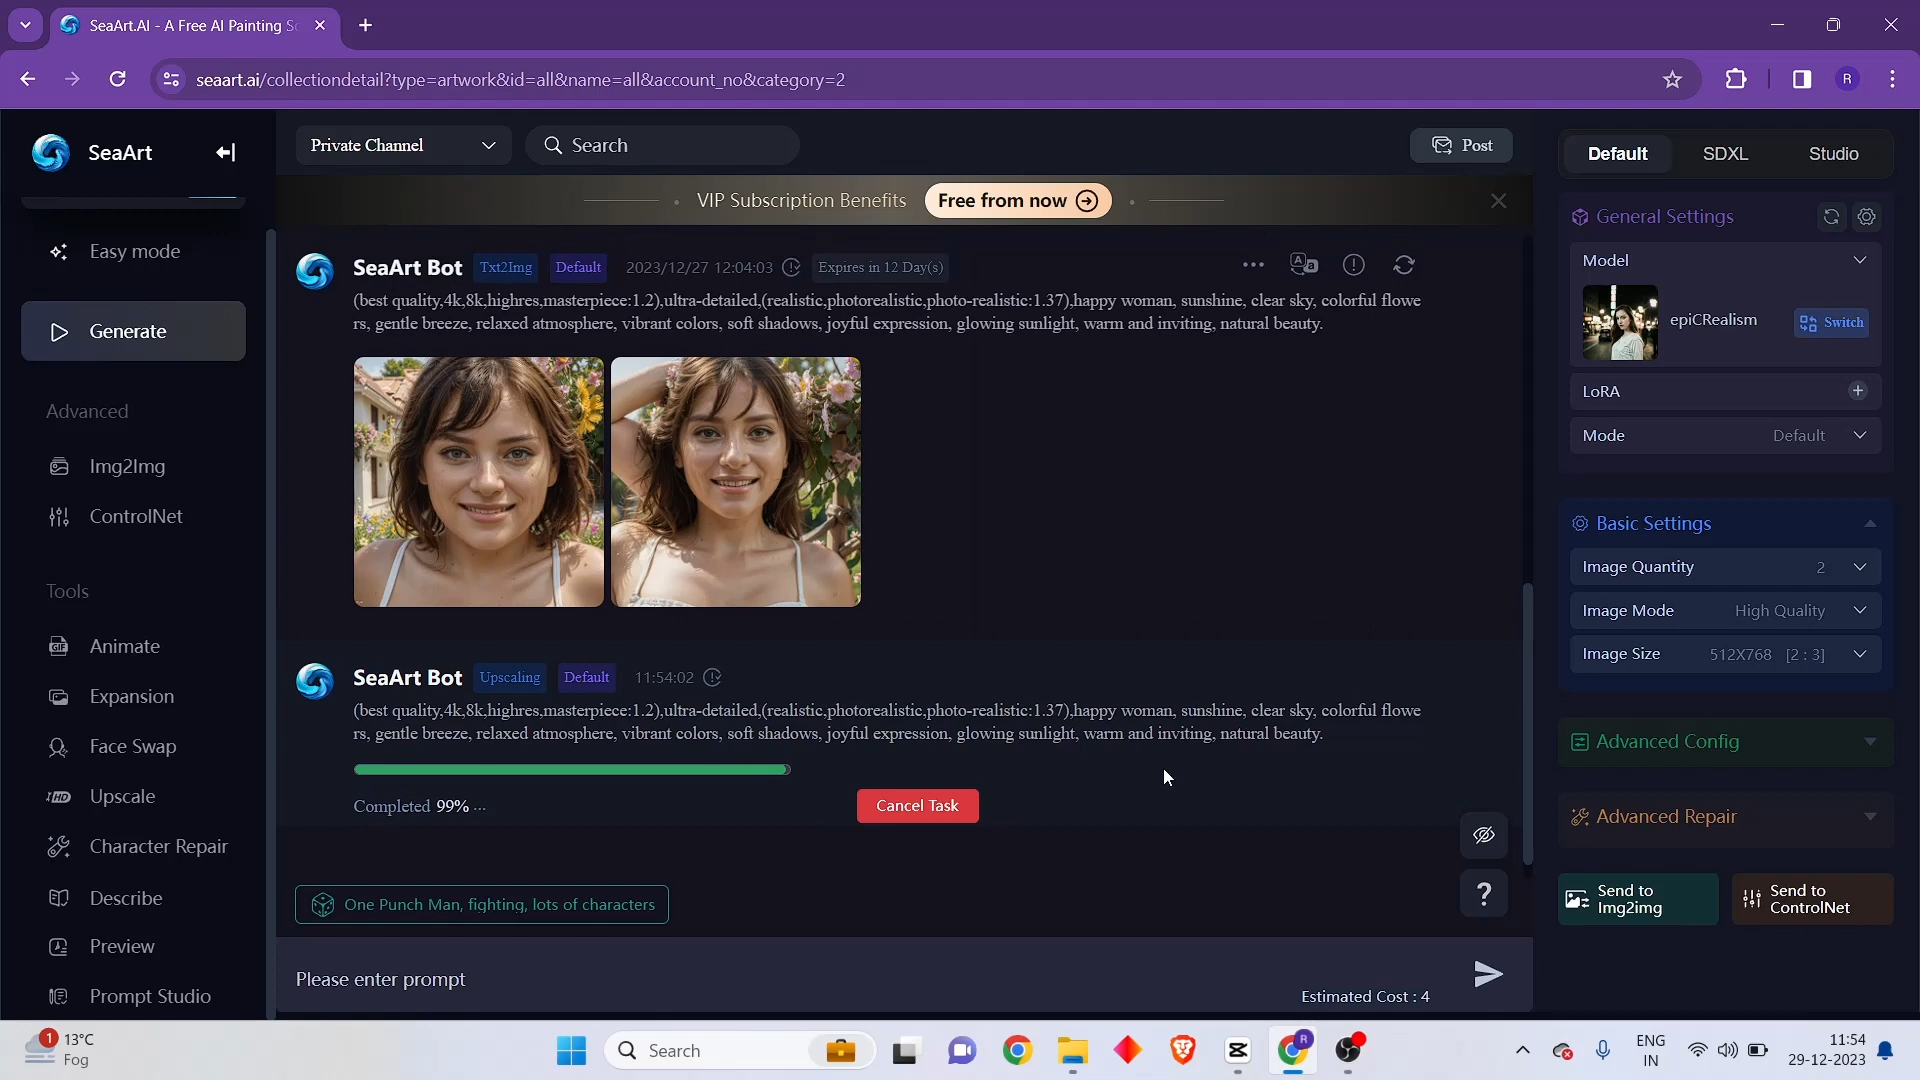 SeaArt.AI - A Free AI Painting
seaart.ai/collectiondetail?type=artwork&id=all&name=all&account_no&category=2
R
SeaArt
Private Channel
Search
Post
Default
SDXL
Studio
VIP Subscription Benefits
Free from now
Easy mode
Generate
Advanced
Img2Img
ControlNet
Tools
Animate
Expansion
Face Swap
Upscale
Character Repair
Describe
Preview
Prompt Studio
SeaArt Bot
Txt2Img
Default
2023/12/27 12:04:03
Expires in 12 Day(s)
(best quality,4k,8k,highres,masterpiece:1.2),ultra-detailed,(realistic,photorealistic,photo-realistic:1.37),happy woman, sunshine, clear sky, colorful flowe
rs, gentle breeze, relaxed atmosphere, vibrant colors, soft shadows, joyful expression, glowing sunlight, warm and inviting, natural beauty.
SeaArt Bot
Upscaling
Default
11:54:02
(best quality,4k,8k,highres,masterpiece:1.2),ultra-detailed,(realistic,photorealistic,photo-realistic:1.37),happy woman, sunshine, clear sky, colorful flowe
rs, gentle breeze, relaxed atmosphere, vibrant colors, soft shadows, joyful expression, glowing sunlight, warm and inviting, natural beauty.
Completed 99% ...
Cancel Task
One Punch Man, fighting, lots of characters
?
Please enter prompt
Estimated Cost : 4
General Settings
Model
epiCRealism
Switch
LoRA
Mode
Default
Basic Settings
Image Quantity
2
Image Mode
High Quality
Image Size
512X768 [2 : 3]
Advanced Config
Advanced Repair
Send to
Img2img
Send to
ControlNet
1
13°C
Fog
Search
R
ENG
IN
11:54
29-12-2023